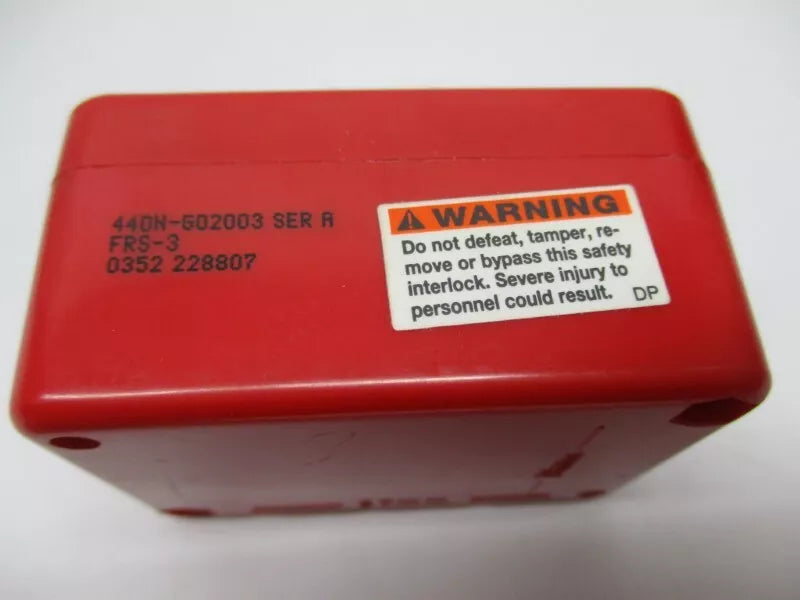 440N-G02003 SER A
FRS-3
0352 228807
WARNING
Do not defeat, tamper, re-
move or bypass this safety
interlock. Severe injury to
personnel could result. DP